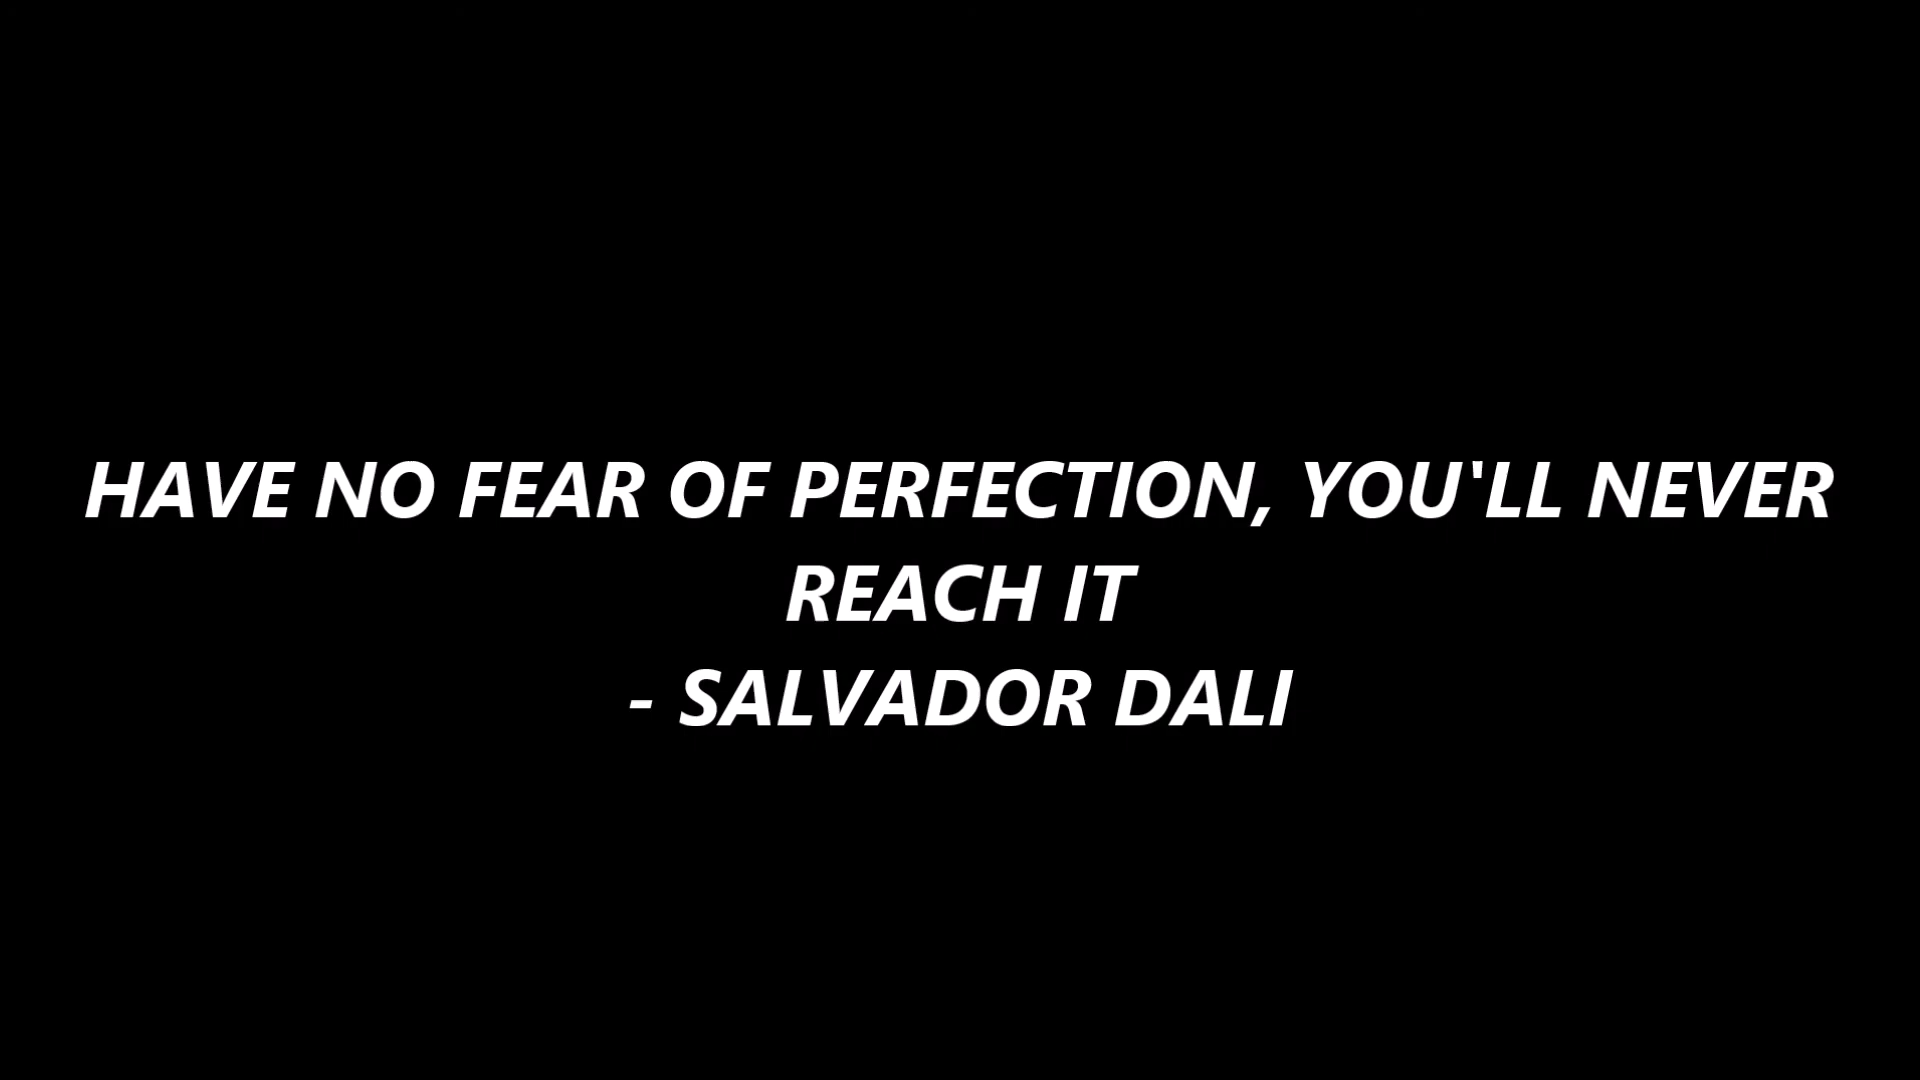 HAVE NO FEAR OF PERFECTION, YOU'LL NEVER
REACH IT
- SALVADOR DALI